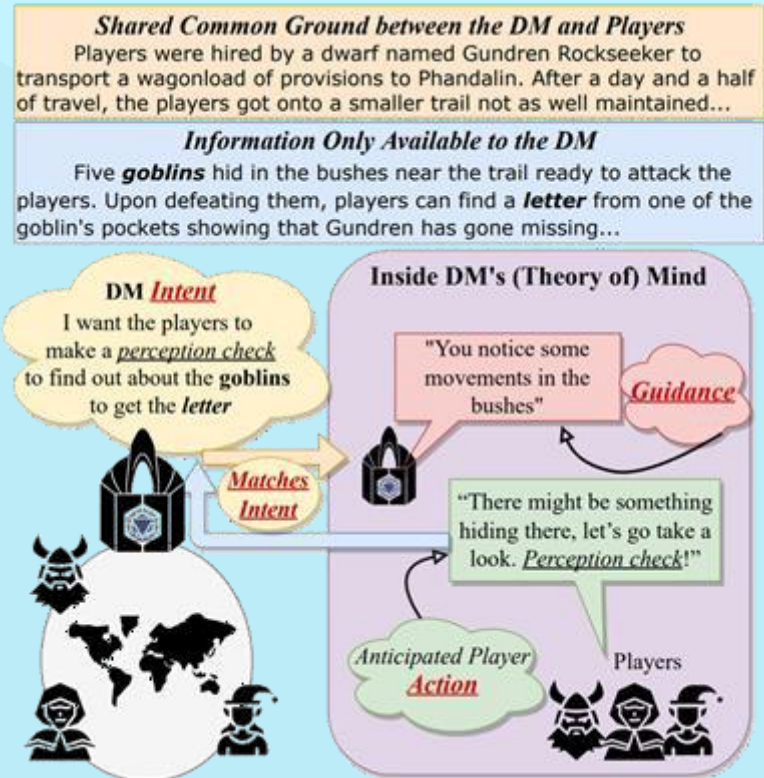 Shared Common Ground between the DM and Players
Players were hired by a dwarf named Gundren Rockseeker to
transport a wagonload of provisions to Phandalin. After a day and a half
of travel, the players got onto a smaller trail not as well maintained...
Information Only Available to the DM
Five goblins hid in the bushes near the trail ready to attack the
players. Upon defeating them, players can find a letter from one of the
goblin's pockets showing that Gundren has gone missing...
DM Intent
I want the players to
make a perception check
to find out about the goblins
to get the letter
Matches
Intent
Inside DM's (Theory of) Mind
"You notice some
movements in the
bushes"
Guidance
“There might be something
hiding there, let’s go take a
look. Perception check!”
Anticipated Player
Action
Players